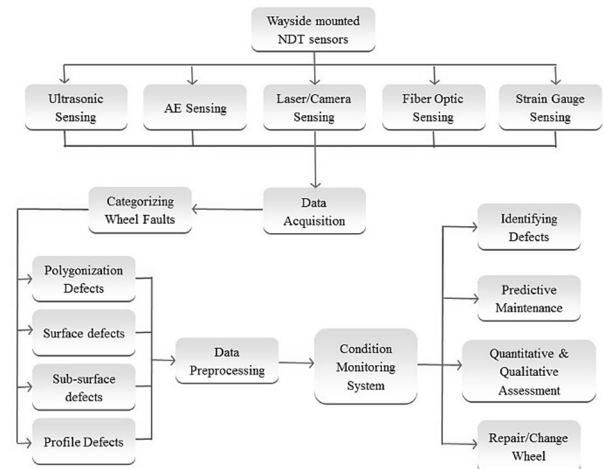 Wayside mounted
NDT sensors
Ultrasonic
Sensing
AE Sensing
Laser/Camera
Sensing
Fiber Optic
Sensing
Strain Gauge
Sensing
Categorizing
Wheel Faults
Data
Acquisition
Identifying
Defects
Polygonization
Defects
Predictive
Maintenance
Surface defects
Data
Preprocessing
Condition
Monitoring
System
Quantitative &
Qualitative
Assessment
Sub-surface
defects
Profile Defects
Repair/Change
Wheel